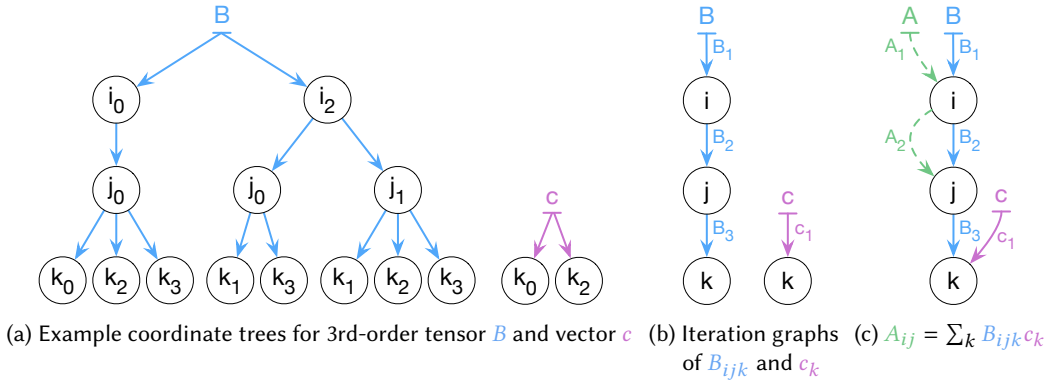 B
i0 i2
j0 j0 j1
c
k0 k2 k3 k1 k3 k1 k2 k3 k0 k2
(a) Example coordinate trees for 3rd-order tensor B and vector c
B
B1
i
B2
j
c
B3 c1
k k
(b) Iteration graphs
of Bijk and ck
A B
A1 B1
i
A2 B2
j
c
B3 c1
k
(c) Aij = ∑k Bijkck